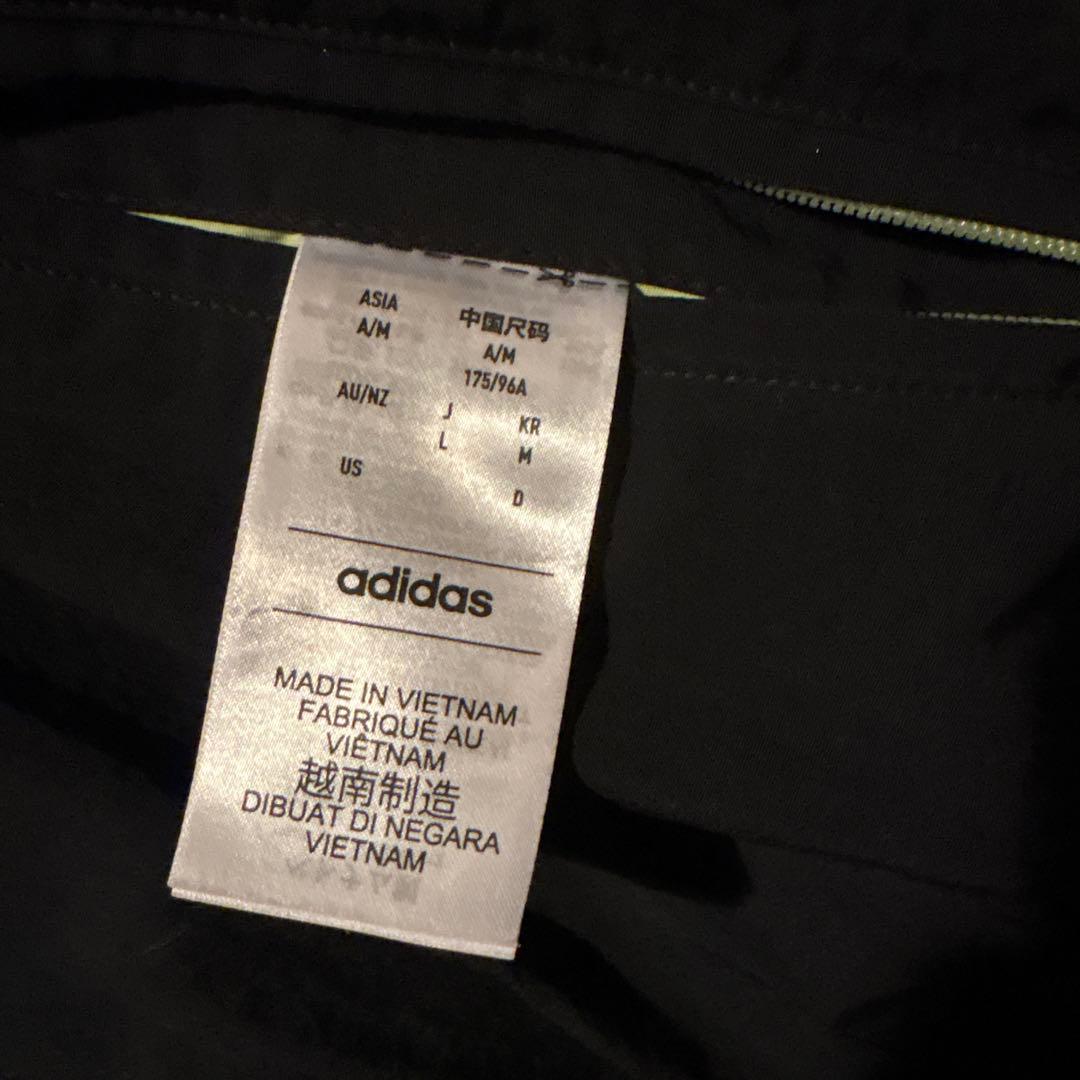 ASIA
A/M
中国尺码
A/M
175/96A
AU/NZ
J
L
KR
M
US
D
adidas
MADE IN VIETNAM
FABRIQUÉ AU
VIÊTNAM
越南制造
DIBUAT DI NEGARA
VIETNAM